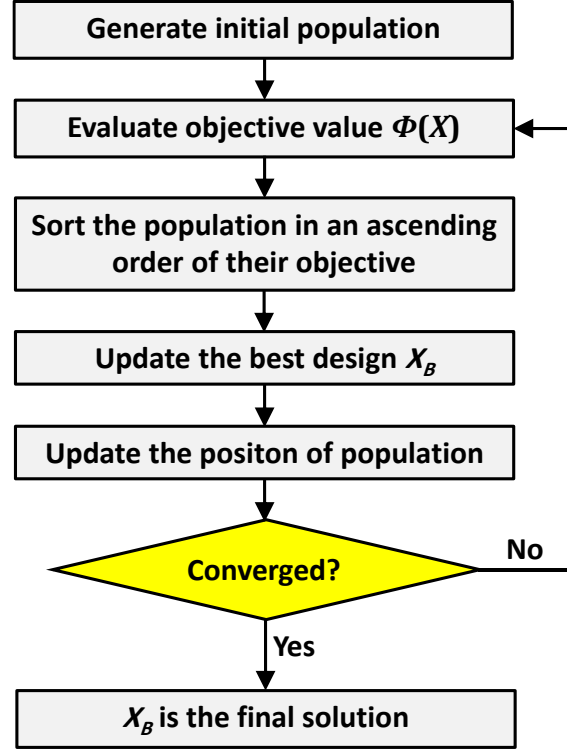 Generate initial population
Evaluate objective value Φ(X)
Sort the population in an ascending
order of their objective
Update the best design X_B
Update the positon of population
Converged?
No
Yes
X_B is the final solution